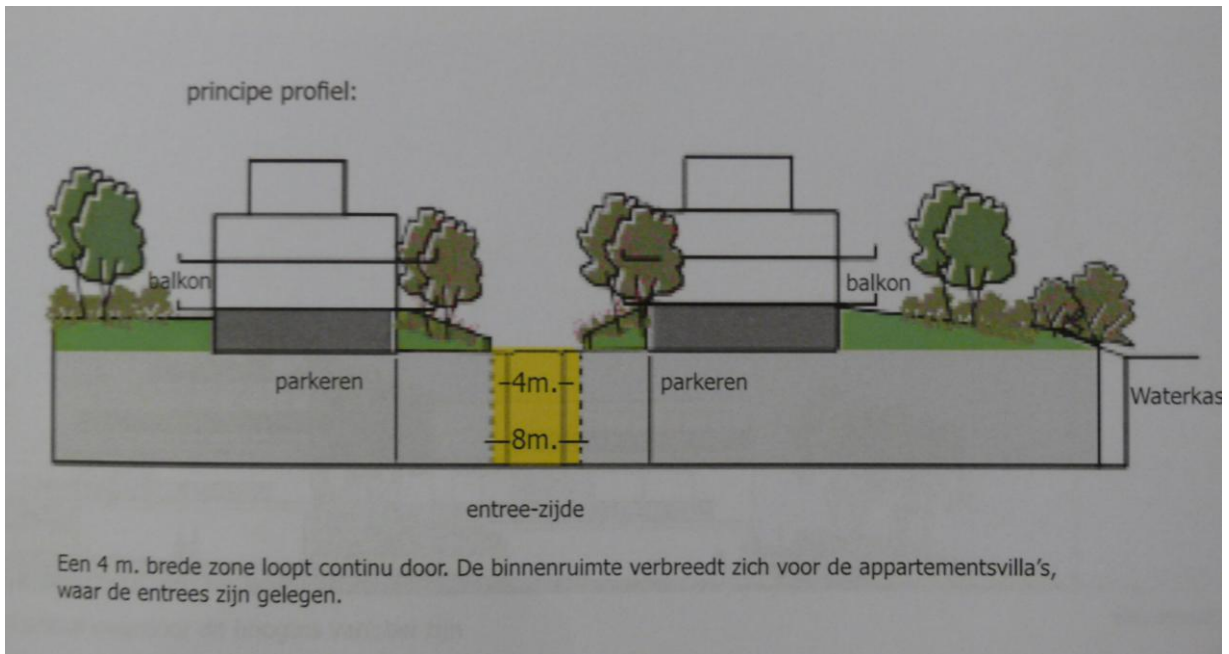 principe profiel:
balkon
balkon
parkeren
4m.
parkeren
Waterkas
8m.
entree-zijde
Een 4 m. brede zone loopt continu door. De binnenruimte verbreedt zich voor de appartementsvilla's,
waar de entrees zijn gelegen.